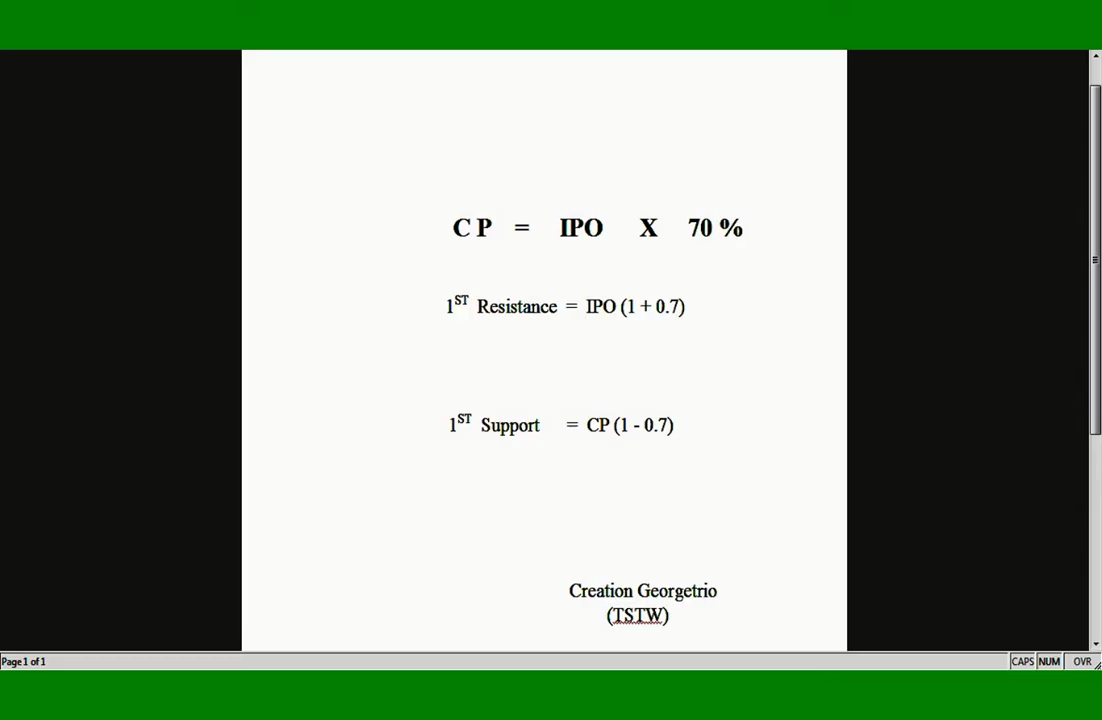 C P = IPO X 70 %
1ST Resistance = IPO (1 + 0.7)
1ST Support = CP (1 - 0.7)
Creation Georgetrio
(TSTW)
Page 1 of 1 CAPS NUM OVR